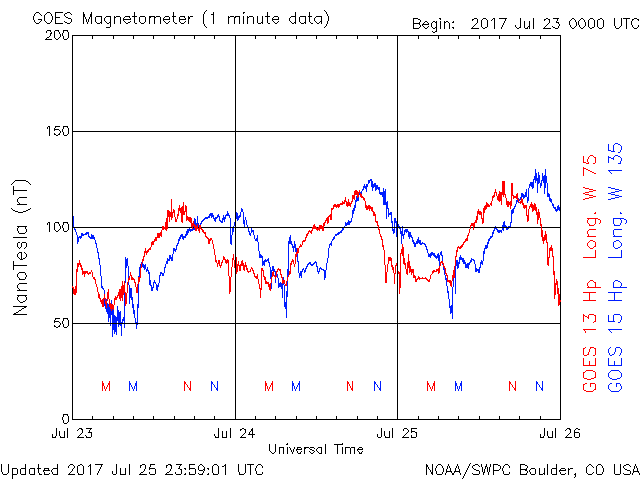 GOES Magnetometer (1 minute data)
Begin: 2017 Jul 23 0000 UTC
200
150
100
50
0
NanoTesla (nT)
M M N N M M N N M M N N
Jul 23 Jul 24 Jul 25 Jul 26
Universal Time
GOES 13 Hp Long. W 75
GOES 15 Hp Long. W 135
Updated 2017 Jul 25 23:59:01 UTC
NOAA/SWPC Boulder, CO USA